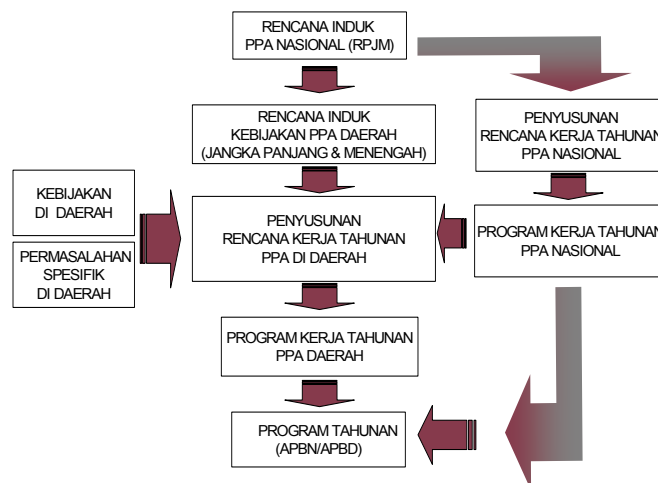 RENCANA INDUK
PPA NASIONAL (RPJM)
RENCANA INDUK
KEBIJAKAN PPA DAERAH
(JANGKA PANJANG & MENENGAH)
PENYUSUNAN
RENCANA KERJA TAHUNAN
PPA NASIONAL
KEBIJAKAN
DI DAERAH
PERMASALAHAN
SPESIFIK
DI DAERAH
PENYUSUNAN
RENCANA KERJA TAHUNAN
PPA DI DAERAH
PROGRAM KERJA TAHUNAN
PPA NASIONAL
PROGRAM KERJA TAHUNAN
PPA DAERAH
PROGRAM TAHUNAN
(APBN/APBD)